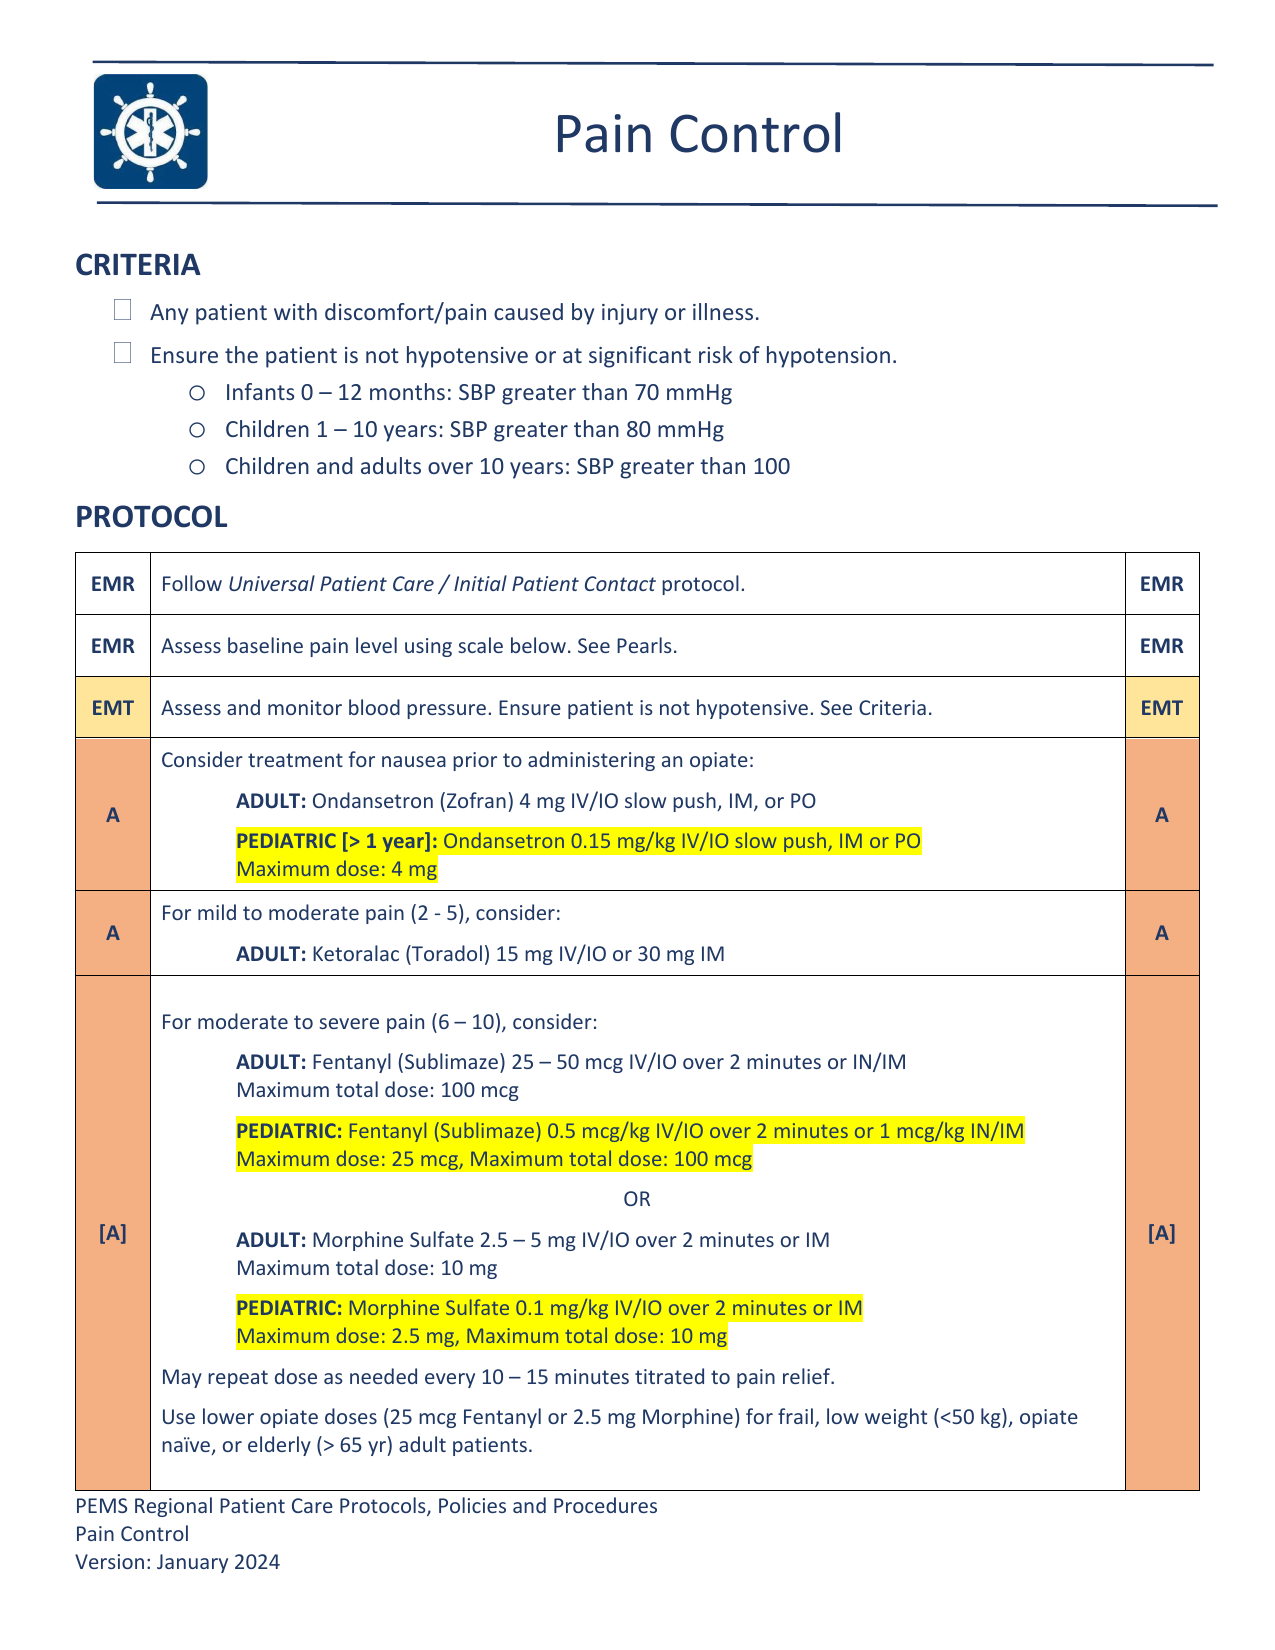 Pain Control
CRITERIA
Any patient with discomfort/pain caused by injury or illness.
Ensure the patient is not hypotensive or at significant risk of hypotension.
Infants 0 – 12 months: SBP greater than 70 mmHg
Children 1 – 10 years: SBP greater than 80 mmHg
Children and adults over 10 years: SBP greater than 100
PROTOCOL
EMR Follow Universal Patient Care / Initial Patient Contact protocol. EMR
EMR Assess baseline pain level using scale below. See Pearls. EMR
EMT Assess and monitor blood pressure. Ensure patient is not hypotensive. See Criteria. EMT
Consider treatment for nausea prior to administering an opiate:
ADULT: Ondansetron (Zofran) 4 mg IV/IO slow push, IM, or PO
A A
PEDIATRIC [> 1 year]: Ondansetron 0.15 mg/kg IV/IO slow push, IM or PO
Maximum dose: 4 mg
For mild to moderate pain (2 - 5), consider:
A A
ADULT: Ketoralac (Toradol) 15 mg IV/IO or 30 mg IM
For moderate to severe pain (6 – 10), consider:
ADULT: Fentanyl (Sublimaze) 25 – 50 mcg IV/IO over 2 minutes or IN/IM
Maximum total dose: 100 mcg
PEDIATRIC: Fentanyl (Sublimaze) 0.5 mcg/kg IV/IO over 2 minutes or 1 mcg/kg IN/IM
Maximum dose: 25 mcg, Maximum total dose: 100 mcg
OR
[A] [A]
ADULT: Morphine Sulfate 2.5 – 5 mg IV/IO over 2 minutes or IM
Maximum total dose: 10 mg
PEDIATRIC: Morphine Sulfate 0.1 mg/kg IV/IO over 2 minutes or IM
Maximum dose: 2.5 mg, Maximum total dose: 10 mg
May repeat dose as needed every 10 – 15 minutes titrated to pain relief.
Use lower opiate doses (25 mcg Fentanyl or 2.5 mg Morphine) for frail, low weight (<50 kg), opiate
naïve, or elderly (> 65 yr) adult patients.
PEMS Regional Patient Care Protocols, Policies and Procedures
Pain Control
Version: January 2024